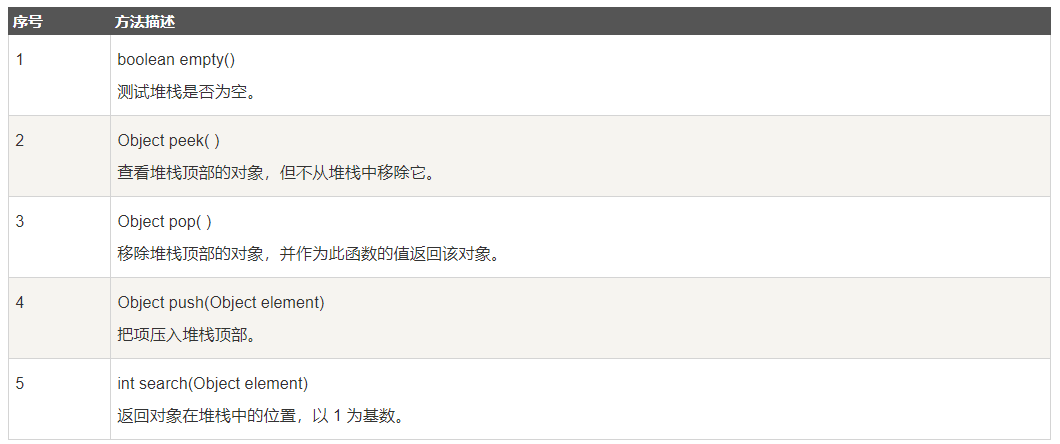 序号 方法描述
1 boolean empty()
测试堆栈是否为空。
2 Object peek( )
查看堆栈顶部的对象，但不从堆栈中移除它。
3 Object pop( )
移除堆栈顶部的对象，并作为此函数的值返回该对象。
4 Object push(Object element)
把项压入堆栈顶部。
5 int search(Object element)
返回对象在堆栈中的位置，以 1 为基数。